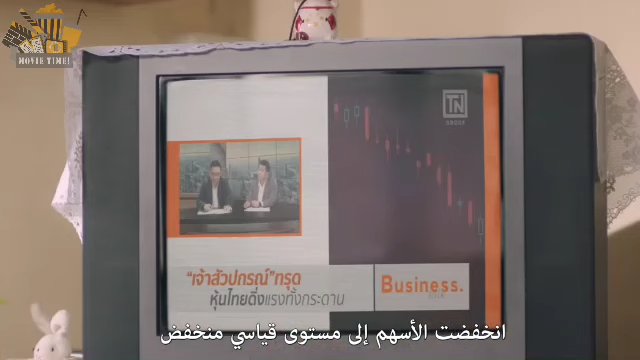 MOVIE TIME!
TN
GROUP
"เจ้าสัวปกรณ์"ทรุด
หุ้นไทยดิ่งแรงทั้งกระดาน
Business.
انخفضت الأسهم إلى مستوى قياسي منخفض